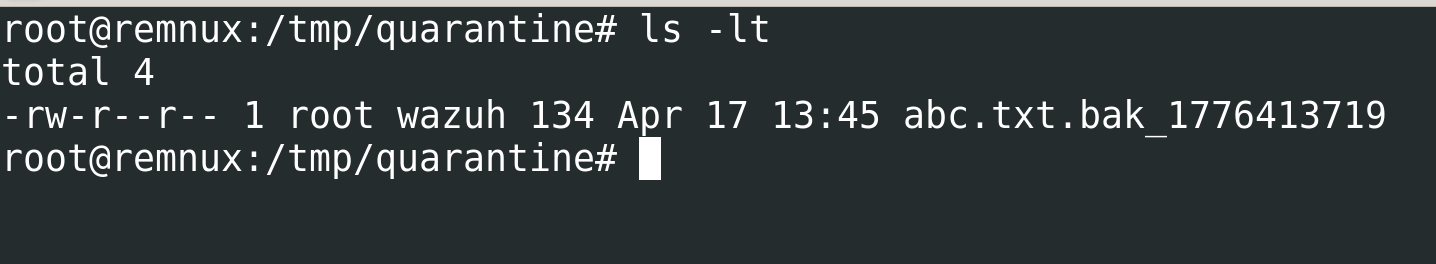 root@remnux:/tmp/quarantine# ls -lt
total 4
-rw-r--r-- 1 root wazuh 134 Apr 17 13:45 abc.txt.bak_1776413719
root@remnux:/tmp/quarantine#